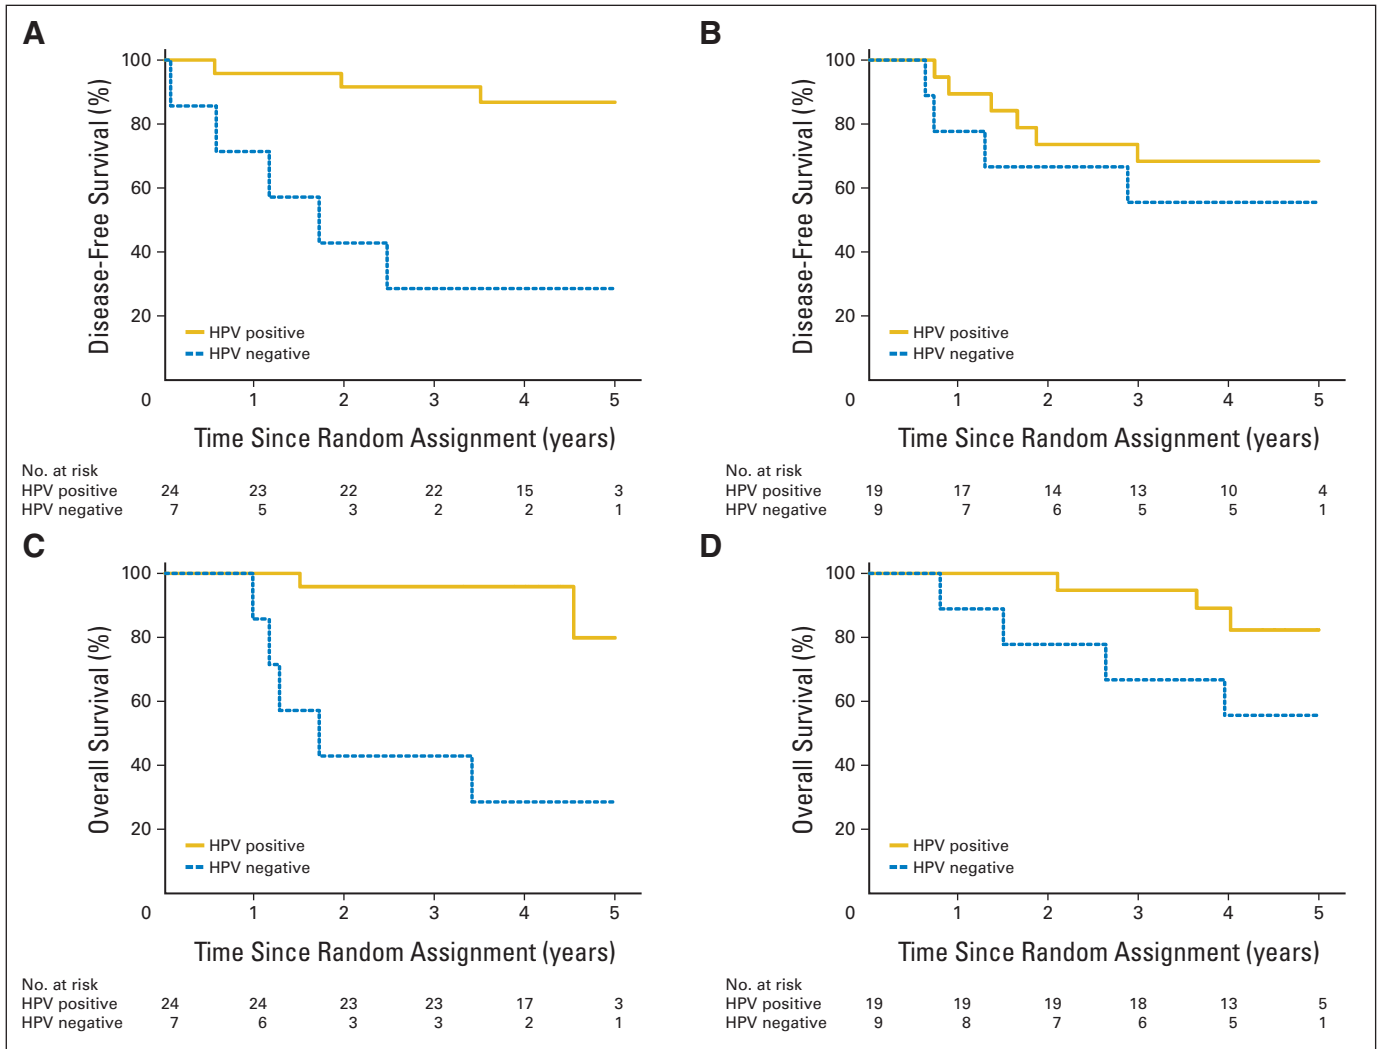 A
Disease-Free Survival (%)
100
80
60
40
20
0
HPV positive
HPV negative
1 2 3 4 5
Time Since Random Assignment (years)
No. at risk
HPV positive 24 23 22 22 15 3
HPV negative 7 5 3 2 2 1
B
Disease-Free Survival (%)
100
80
60
40
20
0
HPV positive
HPV negative
1 2 3 4 5
Time Since Random Assignment (years)
No. at risk
HPV positive 19 17 14 13 10 4
HPV negative 9 7 6 5 5 1
C
Overall Survival (%)
100
80
60
40
20
0
HPV positive
HPV negative
1 2 3 4 5
Time Since Random Assignment (years)
No. at risk
HPV positive 24 24 23 23 17 3
HPV negative 7 6 3 3 2 1
D
Overall Survival (%)
100
80
60
40
20
0
HPV positive
HPV negative
1 2 3 4 5
Time Since Random Assignment (years)
No. at risk
HPV positive 19 19 19 18 13 5
HPV negative 9 8 7 6 5 1